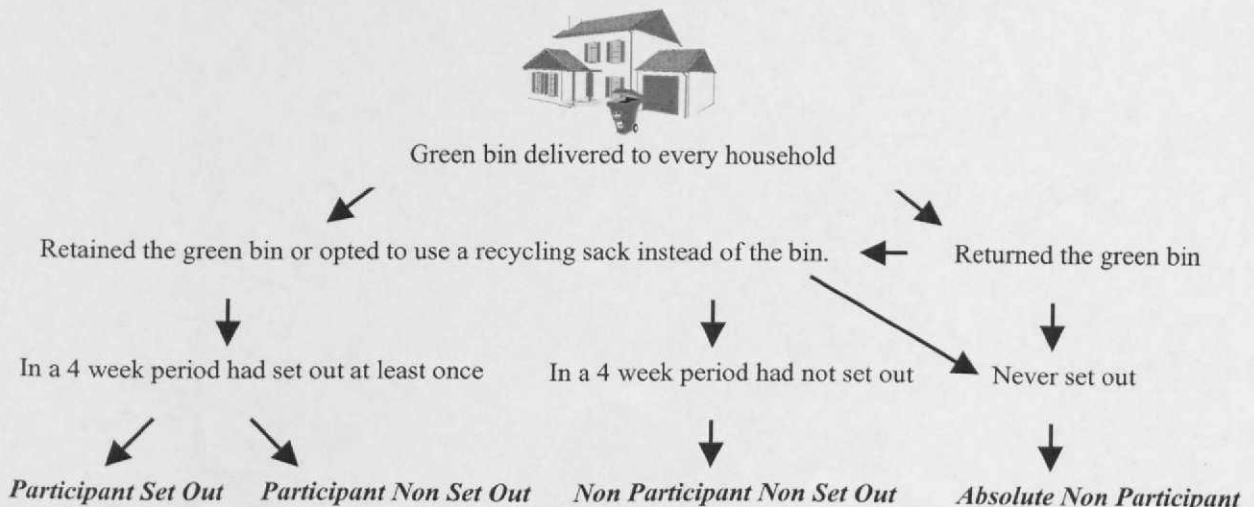 Green bin delivered to every household
Retained the green bin or opted to use a recycling sack instead of the bin.
Returned the green bin
In a 4 week period had set out at least once
In a 4 week period had not set out
Never set out
Participant Set Out
Participant Non Set Out
Non Participant Non Set Out
Absolute Non Participant